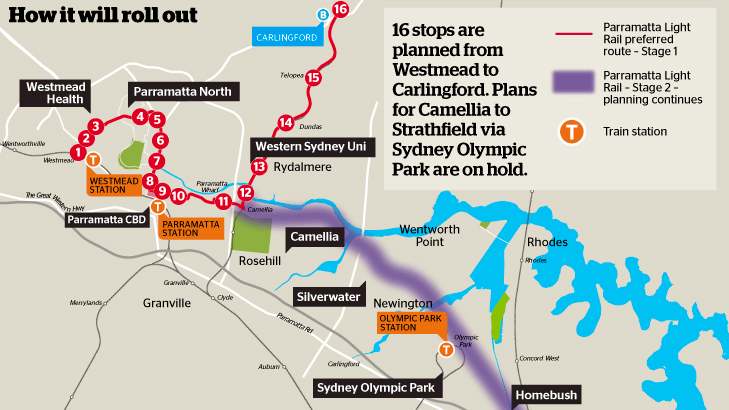 How it will roll out
16 stops are
planned from
Westmead to
Carlingford. Plans
for Camellia to
Strathfield via
Sydney Olympic
Park are on hold.
Parramatta Light
Rail preferred
route – Stage 1
Parramatta Light
Rail – Stage 2 –
planning continues
T
Train station
16
B
CARLINGFORD
Telopea
15
Westmead
Health
Parramatta North
14
Dundas
3
4
5
2
6
1
7
Wentworthville
Westmead
T
WESTMEAD
STATION
Western Sydney Uni
13
Rydalmere
8
9
10
11
12
Parramatta
Wharf
Camellia
The Great Western Hwy
Parramatta CBD
T
PARRAMATTA
STATION
Camellia
Rosehill
Wentworth
Point
Rhodes
Rhodes
Granville
Clyde
Silverwater
Merrylands
Granville
Newington
OLYMPIC PARK
STATION
Parramatta Rd
T
Olympic
Park
Concord West
Auburn
Carlingford
Sydney Olympic Park
Homebush